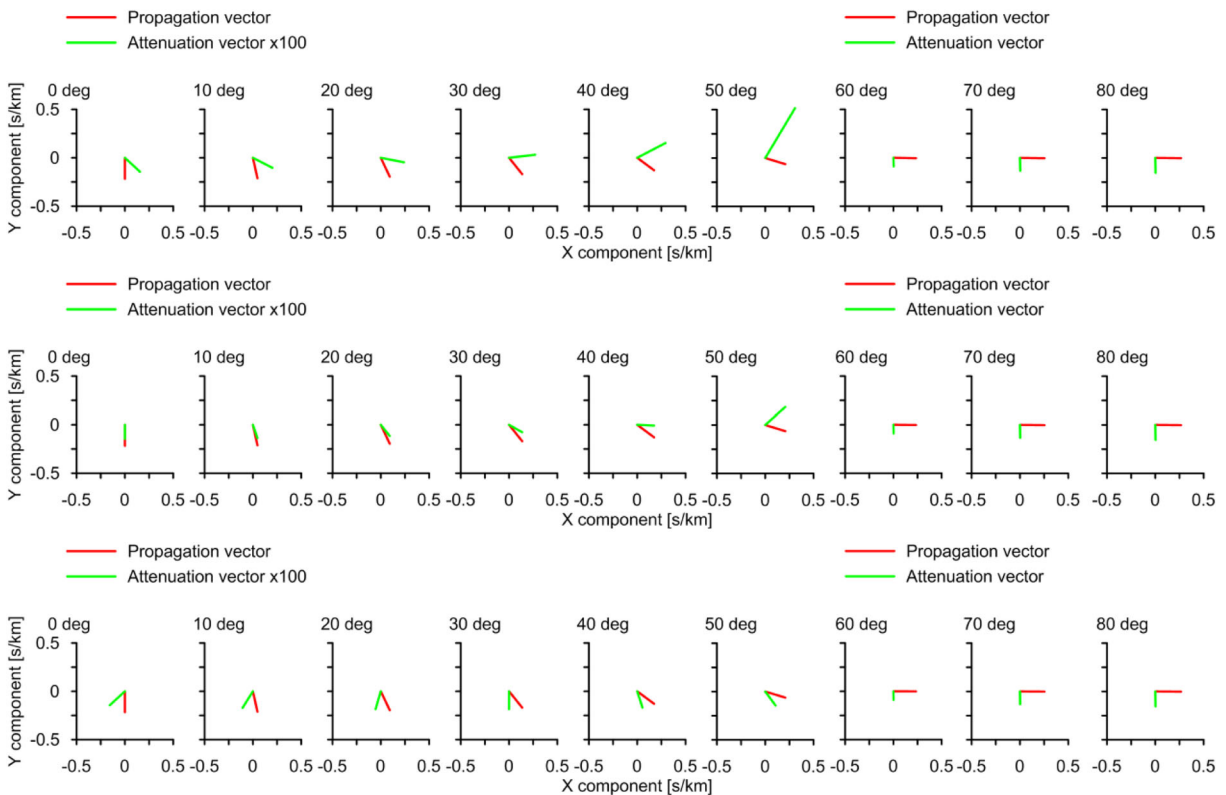 Propagation vector Propagation vector
Attenuation vector x100 Attenuation vector
0 deg 10 deg 20 deg 30 deg 40 deg 50 deg 60 deg 70 deg 80 deg
Y component [s/km]
0.5
0
-0.5
-0.5 0 0.5 -0.5 0 0.5 -0.5 0 0.5 -0.5 0 0.5 -0.5 0 0.5 -0.5 0 0.5 -0.5 0 0.5 -0.5 0 0.5 -0.5 0 0.5
X component [s/km]
Propagation vector Propagation vector
Attenuation vector x100 Attenuation vector
0 deg 10 deg 20 deg 30 deg 40 deg 50 deg 60 deg 70 deg 80 deg
Y component [s/km]
0.5
0
-0.5
-0.5 0 0.5 -0.5 0 0.5 -0.5 0 0.5 -0.5 0 0.5 -0.5 0 0.5 -0.5 0 0.5 -0.5 0 0.5 -0.5 0 0.5 -0.5 0 0.5
X component [s/km]
Propagation vector Propagation vector
Attenuation vector x100 Attenuation vector
0 deg 10 deg 20 deg 30 deg 40 deg 50 deg 60 deg 70 deg 80 deg
Y component [s/km]
0.5
0
-0.5
-0.5 0 0.5 -0.5 0 0.5 -0.5 0 0.5 -0.5 0 0.5 -0.5 0 0.5 -0.5 0 0.5 -0.5 0 0.5 -0.5 0 0.5 -0.5 0 0.5
X component [s/km]